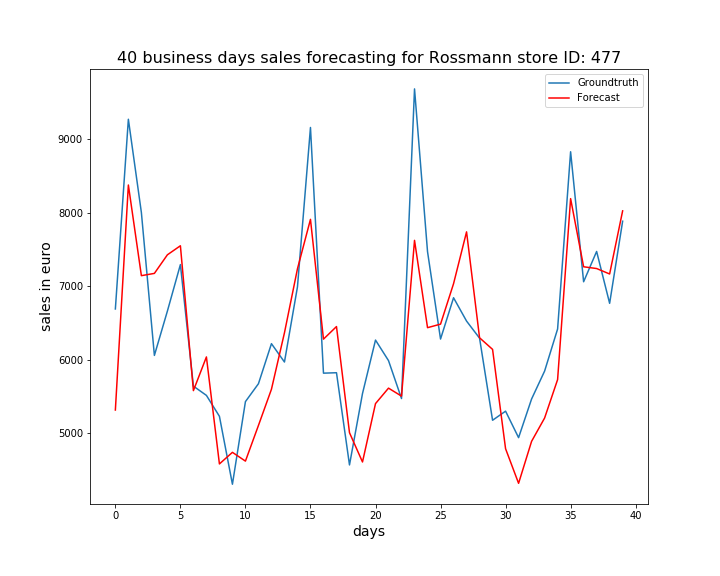 40 business days sales forecasting for Rossmann store ID: 477
Groundtruth
Forecast
sales in euro
9000
8000
7000
6000
5000
0 5 10 15 20 25 30 35 40
days